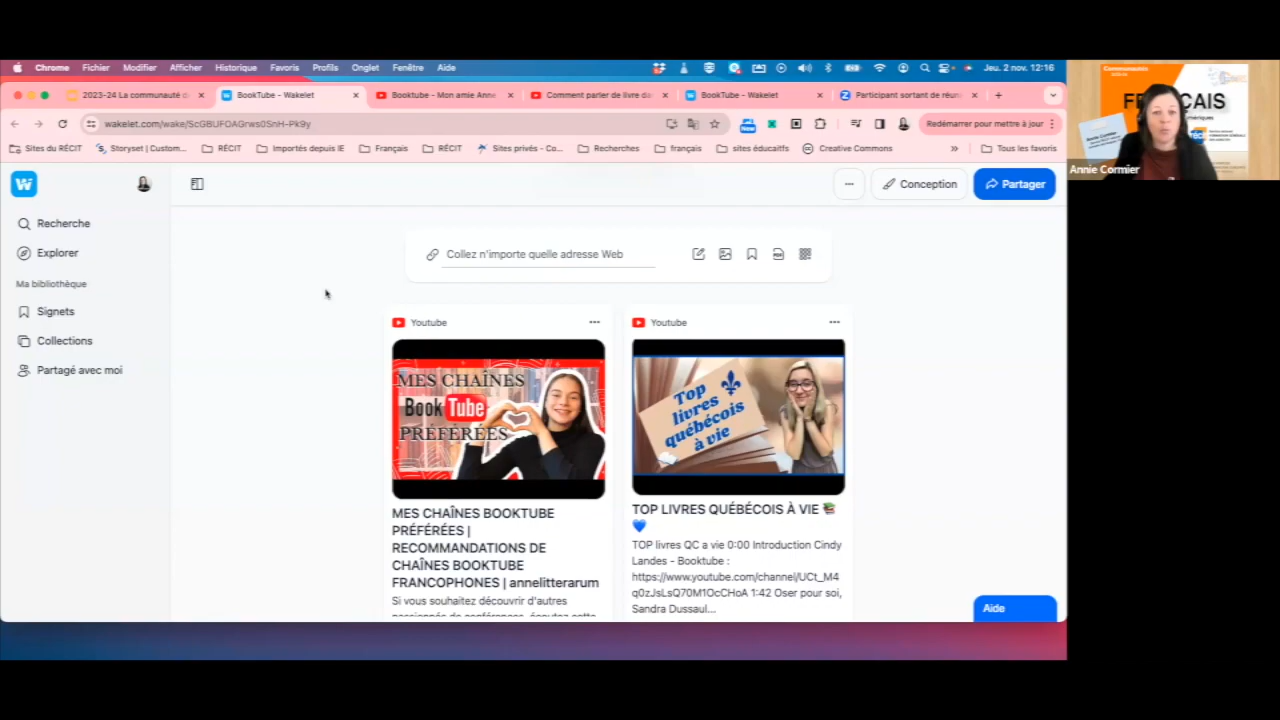 Chrome Fichier Modifier Afficher Historique Favoris Profils Onglet Fenêtre Aide
Jeu. 2 nov. 12:16
2023-24 La communauté d
BookTube - Wakelet
Booktube - Mon amie Anne
Comment parler de livre da
BookTube - Wakelet
Participant sortant de réun
wakelet.com/wake/ScG8UFOAGrws0SnH-Pk9y
New
Redémarrer pour mettre à jour
Sites du RÉCIT
Storyset | Custom...
RÉCIT
Importés depuis IE
Français
RÉCIT
Sites privés - Co...
Recherches
français
sites éducatifs
Creative Commons
Tous les favoris
Conception
Partager
Recherche
Explorer
Ma bibliothèque
Signets
Collections
Partagé avec moi
Collez n'importe quelle adresse Web
Youtube
MES CHAÎNES
Book Tube
PRÉFÉRÉES
MES CHAÎNES BOOKTUBE
PRÉFÉRÉES |
RECOMMANDATIONS DE
CHAÎNES BOOKTUBE
FRANCOPHONES | annelitterarum
Si vous souhaitez découvrir d'autres
Youtube
Top
livres
québécois
à vie
TOP LIVRES QUÉBÉCOIS À VIE 📚
💙
TOP livres QC a vie 0:00 Introduction Cindy
Landes - Booktube :
https://www.youtube.com/channel/UCt_M4
q0zJsLsQ70M1OcCHoA 1:42 Oser pour soi,
Sandra Dussaul...
Aide
Annie Cormier